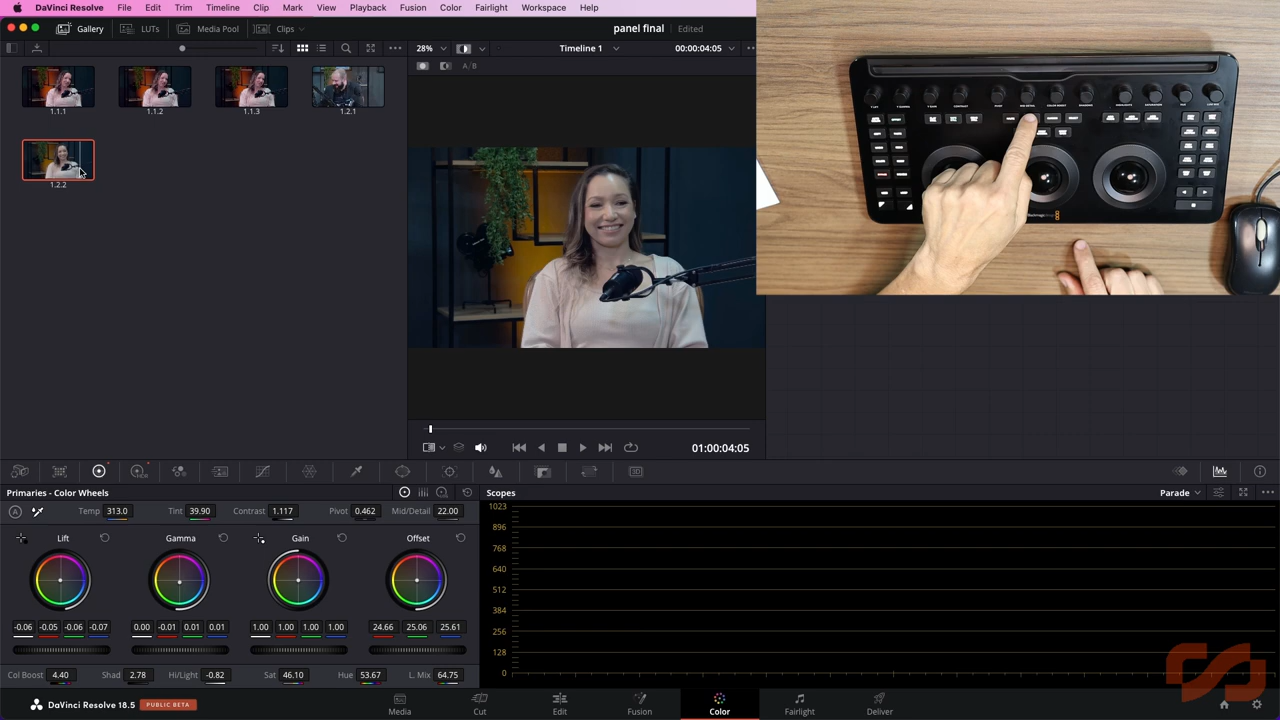 DaVinci Resolve File Edit Trim Timeline Clip Mark View Playback Fusion Color Fairlight Workspace Help
Gallery LUTs Media Pool Clips panel final Edited
28% Timeline 1 00:00:04:05
A/B
1.1.1 1.1.2 1.1.3 1.2.1
1.2.2
01:00:04:05
Primaries - Color Wheels
Scopes
Parade
Temp 313.0 Tint 39.90 Contrast 1.117 Pivot 0.462 Mid/Detail 22.00
Lift Gamma Gain Offset
-0.06 -0.05 -0.06 -0.07 0.00 -0.01 0.01 0.01 1.00 1.00 1.00 1.00 24.66 25.06 25.61
Col Boost 4.40 Shad 2.78 Hi/Light -0.82 Sat 46.10 Hue 53.67 L. Mix 64.75
1023
896
768
640
512
384
256
128
0
DaVinci Resolve 18.5 PUBLIC BETA
Media Cut Edit Fusion Color Fairlight Deliver